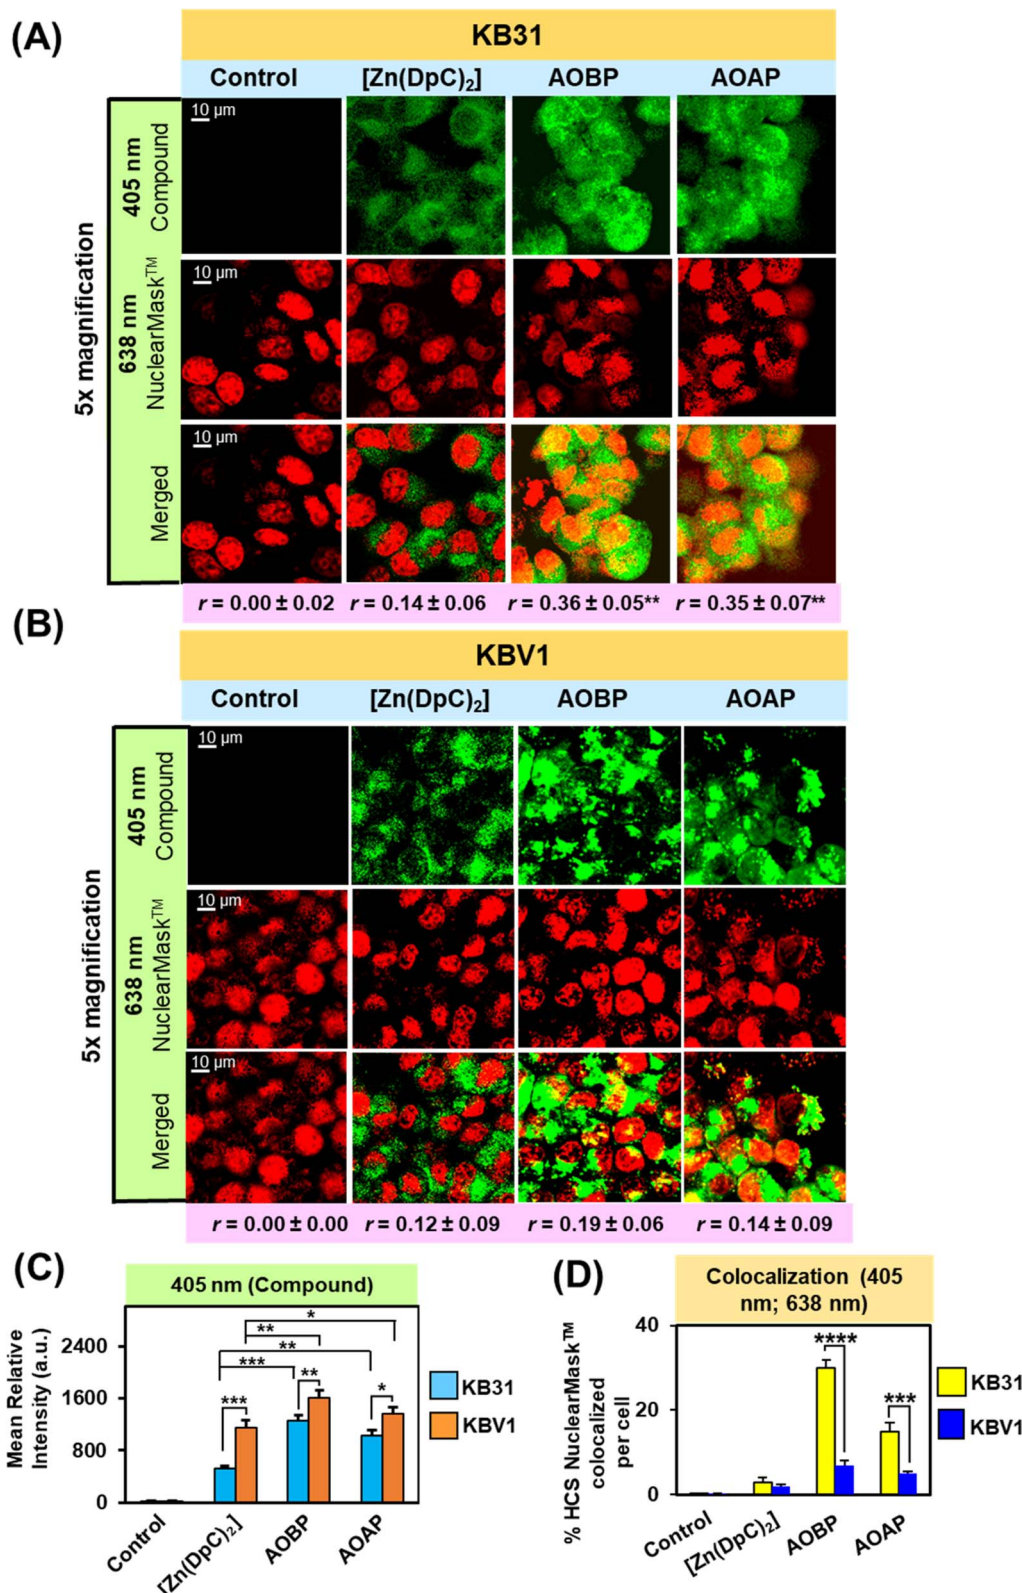 (A)
KB31
Control [Zn(DpC)₂] AOBP AOAP
5x magnification
405 nm
Compound
638 nm
NuclearMask™
Merged
10 µm
10 µm
10 µm
r = 0.00 ± 0.02 r = 0.14 ± 0.06 r = 0.36 ± 0.05** r = 0.35 ± 0.07**
(B)
KBV1
Control [Zn(DpC)₂] AOBP AOAP
5x magnification
405 nm
Compound
638 nm
NuclearMask™
Merged
10 µm
10 µm
10 µm
r = 0.00 ± 0.00 r = 0.12 ± 0.09 r = 0.19 ± 0.06 r = 0.14 ± 0.09
(C)
405 nm (Compound)
Mean Relative
Intensity (a.u.)
2400
1600
800
0
*
**
**
***
**
***
*
KB31
KBV1
Control [Zn(DpC)₂] AOBP AOAP
(D)
Colocalization (405
nm; 638 nm)
% HCS NuclearMask™
colocalized
per cell
40
20
0
****
***
KB31
KBV1
Control [Zn(DpC)₂] AOBP AOAP